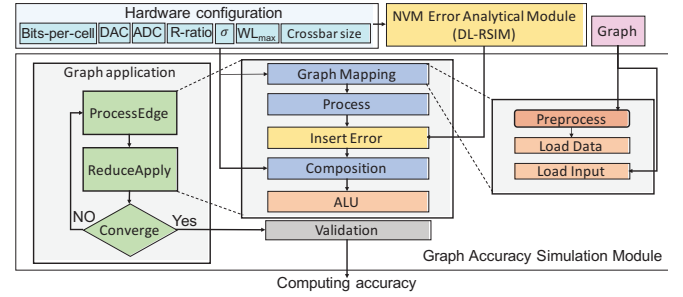 Hardware configuration
Bits-per-cell DAC ADC R-ratio σ WLmax Crossbar size
NVM Error Analytical Module
(DL-RSIM)
Graph
Graph application
ProcessEdge
ReduceApply
NO
Converge
Yes
Graph Mapping
Process
Insert Error
Composition
ALU
Validation
Preprocess
Load Data
Load Input
Graph Accuracy Simulation Module
Computing accuracy